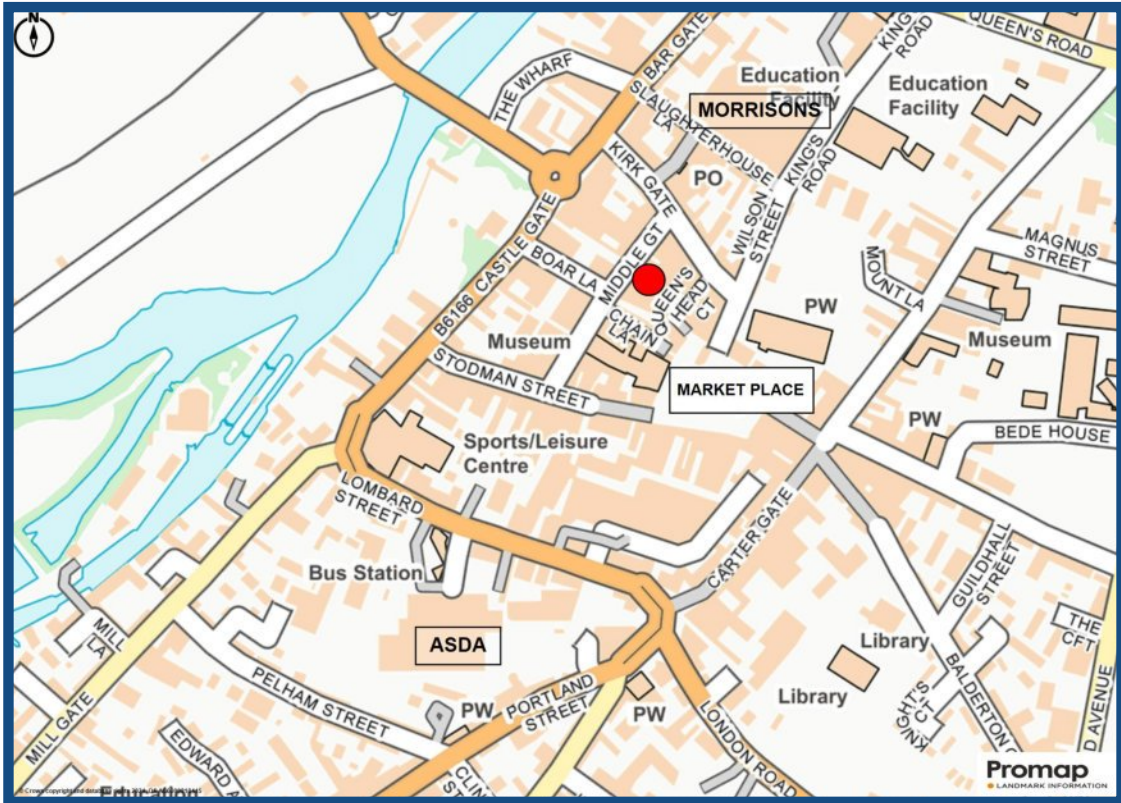 N
QUEEN'S ROAD
KING'S
ROAD
BAR GATE
THE WHARF
Education
Facility
Education
Facility
MORRISONS
SLAUGHTERHOUSE
LA
KIRK GATE
PO
KING'S
ROAD
WILSON
STREET
MAGNUS
STREET
MOUNT LA
B6166 CASTLE GATE
BOAR LA
MIDDLE GT
QUEEN'S
HEAD
CT
CHAIN
LA
PW
Museum
Museum
STODMAN STREET
MARKET PLACE
PW
BEDE HOUSE
Sports/Leisure
Centre
LOMBARD
STREET
CARTER GATE
Bus Station
GUILDHALL
STREET
MILL
LA
ASDA
Library
THE
CFT
Library
PELHAM STREET
PORTLAND
STREET
PW
PW
KNIGHT'S
CT
BALDERTON
D AVENUE
MILL GATE
LONDON ROAD
EDWARD A
CLIN
Education
Promap
LANDMARK INFORMATION